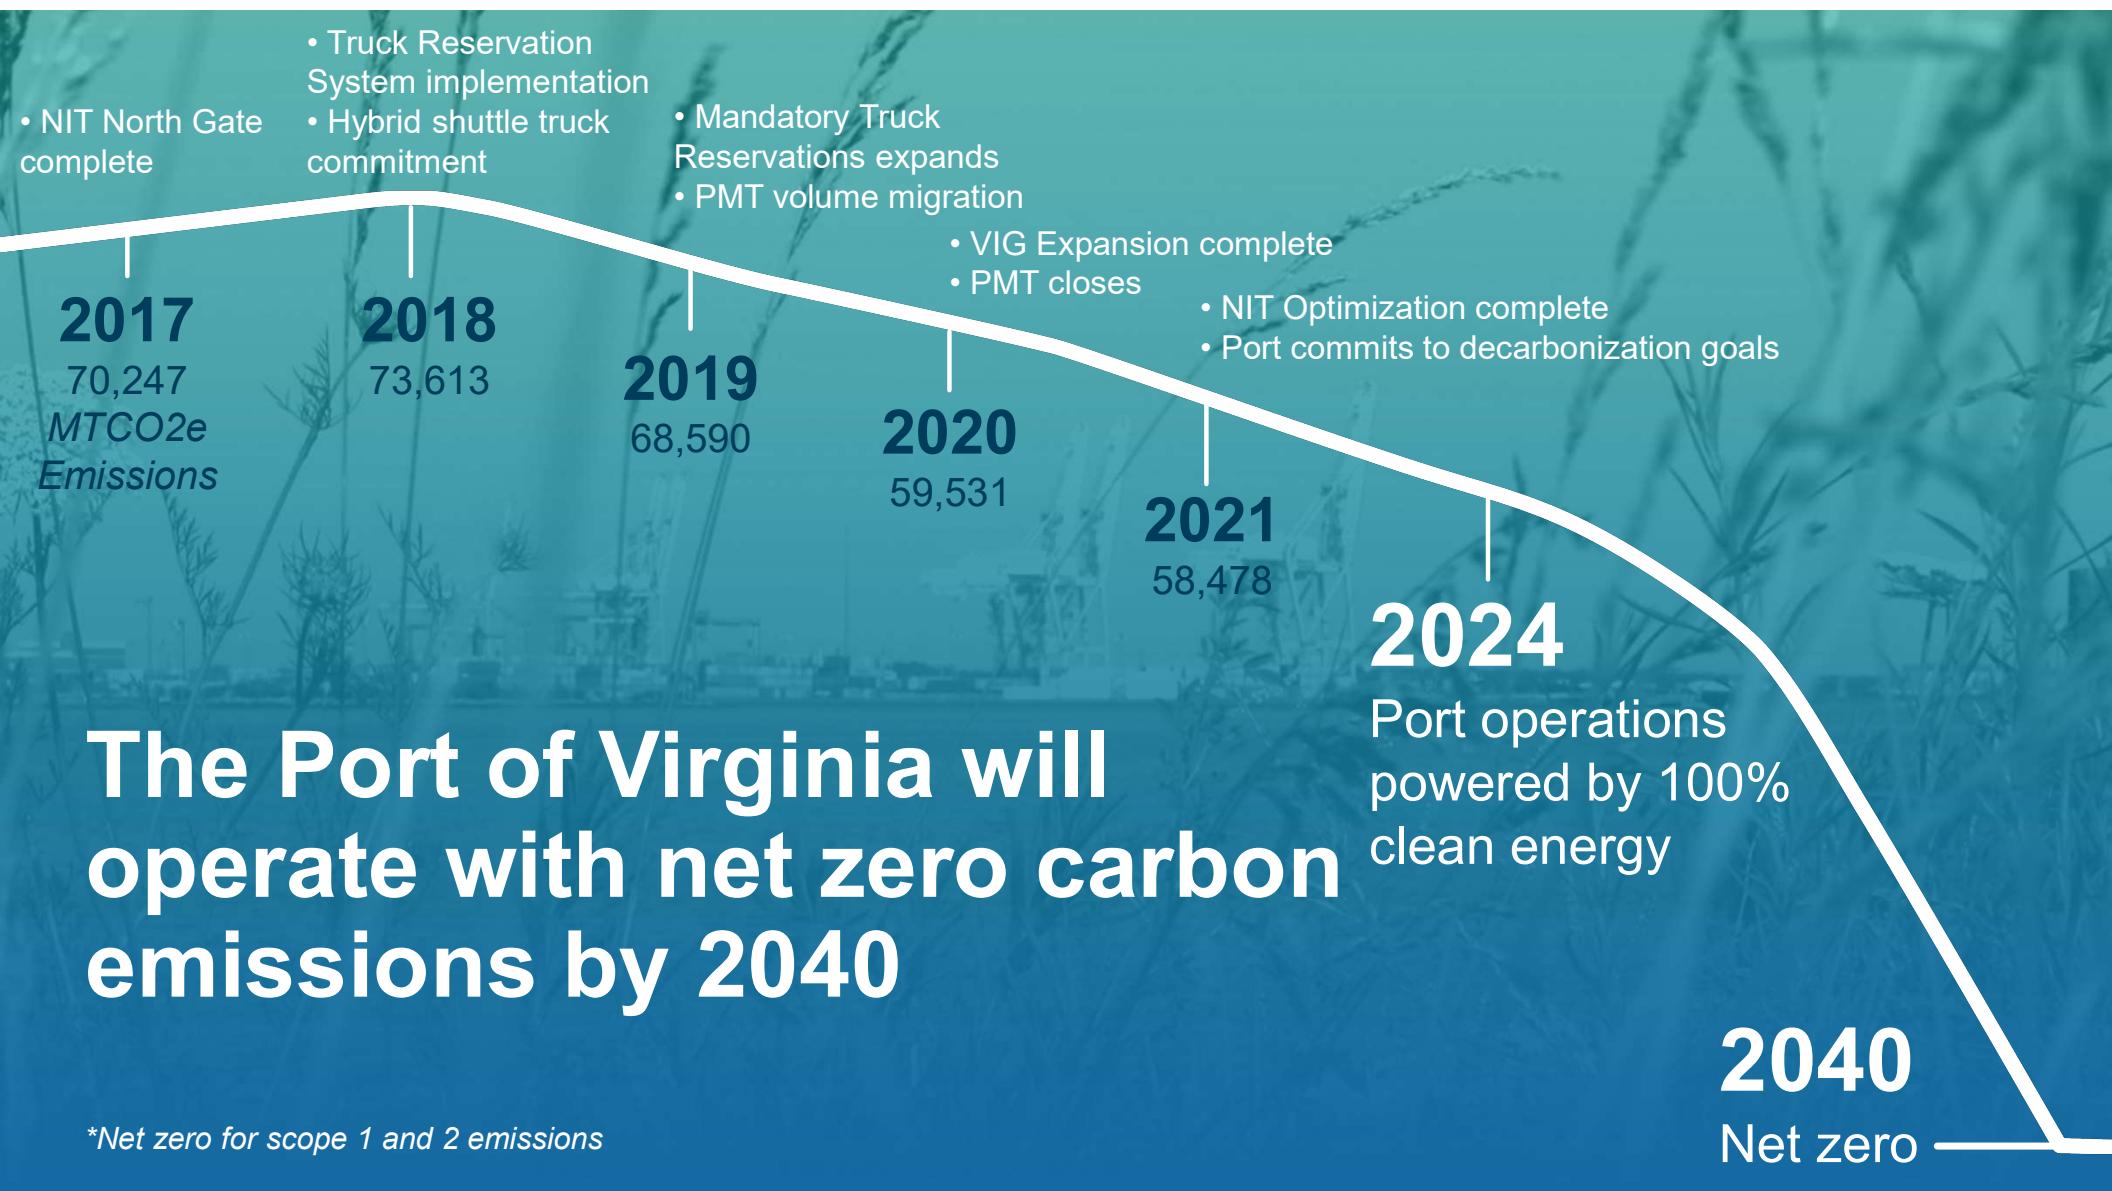 • NIT North Gate
complete
• Truck Reservation
System implementation
• Hybrid shuttle truck
commitment
• Mandatory Truck
Reservations expands
• PMT volume migration
• VIG Expansion complete
• PMT closes
• NIT Optimization complete
• Port commits to decarbonization goals
2017
70,247
MTCO2e
Emissions
2018
73,613
2019
68,590
2020
59,531
2021
58,478
2024
Port operations
powered by 100%
clean energy
The Port of Virginia will
operate with net zero carbon
emissions by 2040
2040
Net zero
*Net zero for scope 1 and 2 emissions